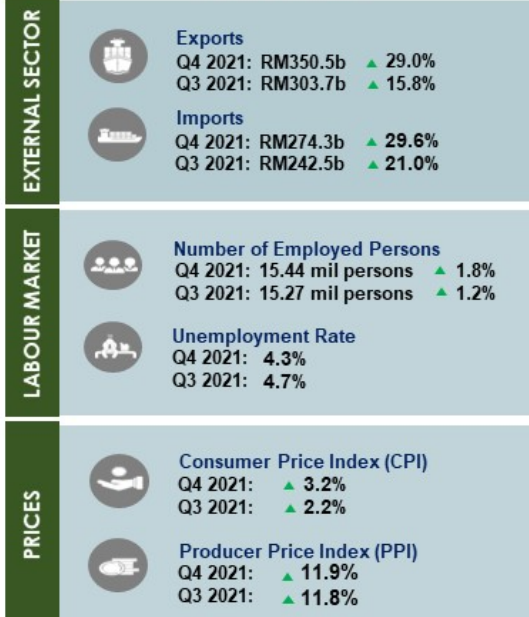 EXTERNAL SECTOR
Exports
Q4 2021: RM350.5b ▲ 29.0%
Q3 2021: RM303.7b ▲ 15.8%
Imports
Q4 2021: RM274.3b ▲ 29.6%
Q3 2021: RM242.5b ▲ 21.0%
LABOUR MARKET
Number of Employed Persons
Q4 2021: 15.44 mil persons ▲ 1.8%
Q3 2021: 15.27 mil persons ▲ 1.2%
Unemployment Rate
Q4 2021: 4.3%
Q3 2021: 4.7%
PRICES
Consumer Price Index (CPI)
Q4 2021: ▲ 3.2%
Q3 2021: ▲ 2.2%
Producer Price Index (PPI)
Q4 2021: ▲ 11.9%
Q3 2021: ▲ 11.8%